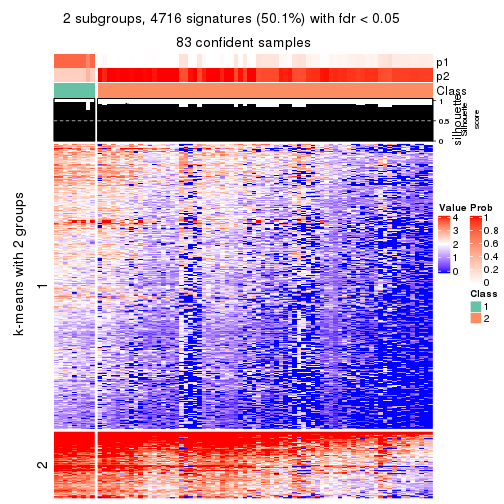 2 subgroups, 4716 signatures (50.1%) with fdr < 0.05
83 confident samples
p1
p2
Class
silhouette
Silhouette
score
1
0.5
0
k-means with 2 groups
1
2
Value
4
3
2
1
0
Prob
1
0.8
0.6
0.4
0.2
0
Class
1
2